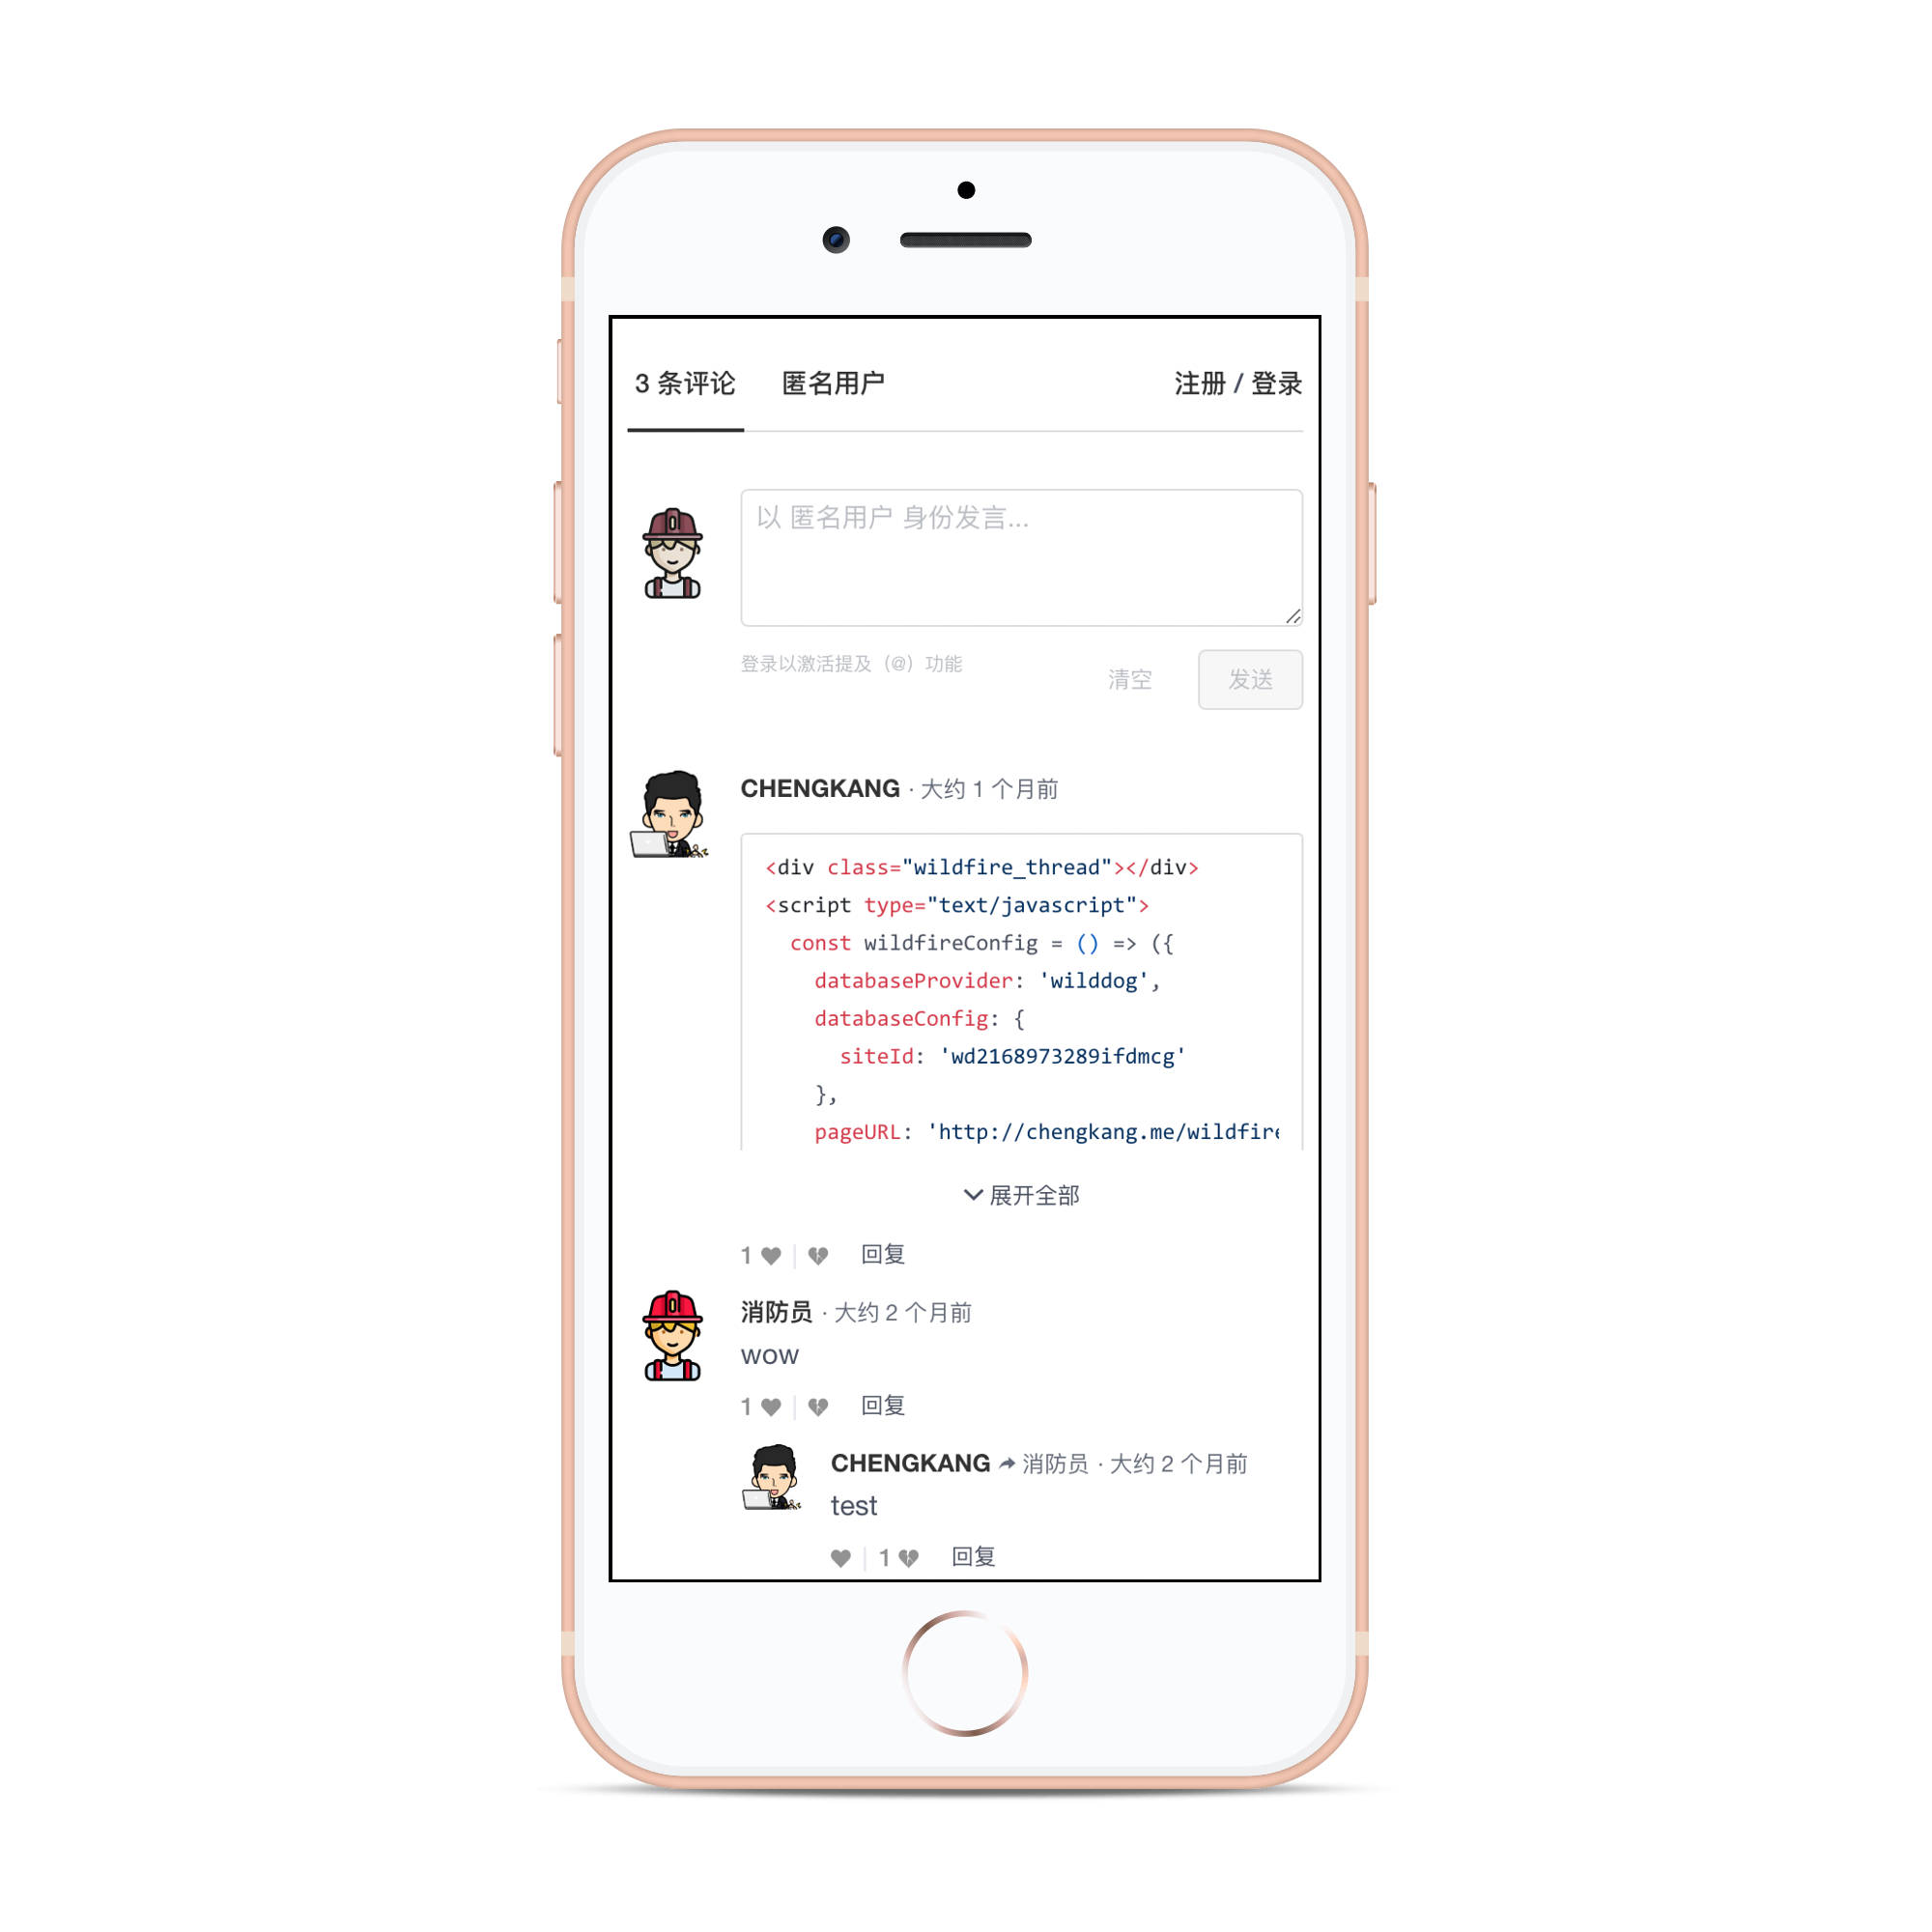 3 条评论 匿名用户 注册 / 登录
以 匿名用户 身份发言...
登录以激活提及（@）功能 清空 发送
CHENGKANG · 大约 1 个月前
<div class="wildfire_thread"></div>
<script type="text/javascript">
const wildfireConfig = () => ({
databaseProvider: 'wilddog',
databaseConfig: {
siteId: 'wd2168973289ifdmcg'
},
pageURL: 'http://chengkang.me/wildfire
展开全部
1 回复
消防员 · 大约 2 个月前
wow
1 回复
CHENGKANG 消防员 · 大约 2 个月前
test
1 回复